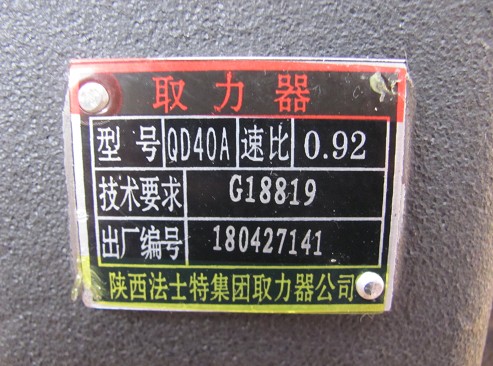 取力器
型号 QD40A 速比 0.92
技术要求 G18819
出厂编号 180427141
陕西法士特集团取力器公司